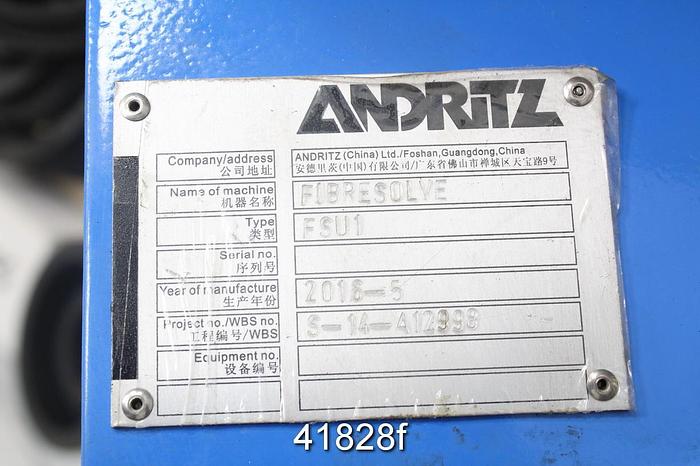 ANDRITZ
Company/address
公司地址
ANDRITZ (China) Ltd./Foshan,Guangdong,China
安德里茨(中国)有限公司/广东省佛山市禅城区天宝路9号
Name of machine
机器名称
FIBRESOLVE
Type
类型
FSU1
Serial no.
序列号
Year of manufacture
生产年份
2018-5
Project no./WBS no.
工程编号/WBS
S-14-A12998
Equipment no.
设备编号
41828f